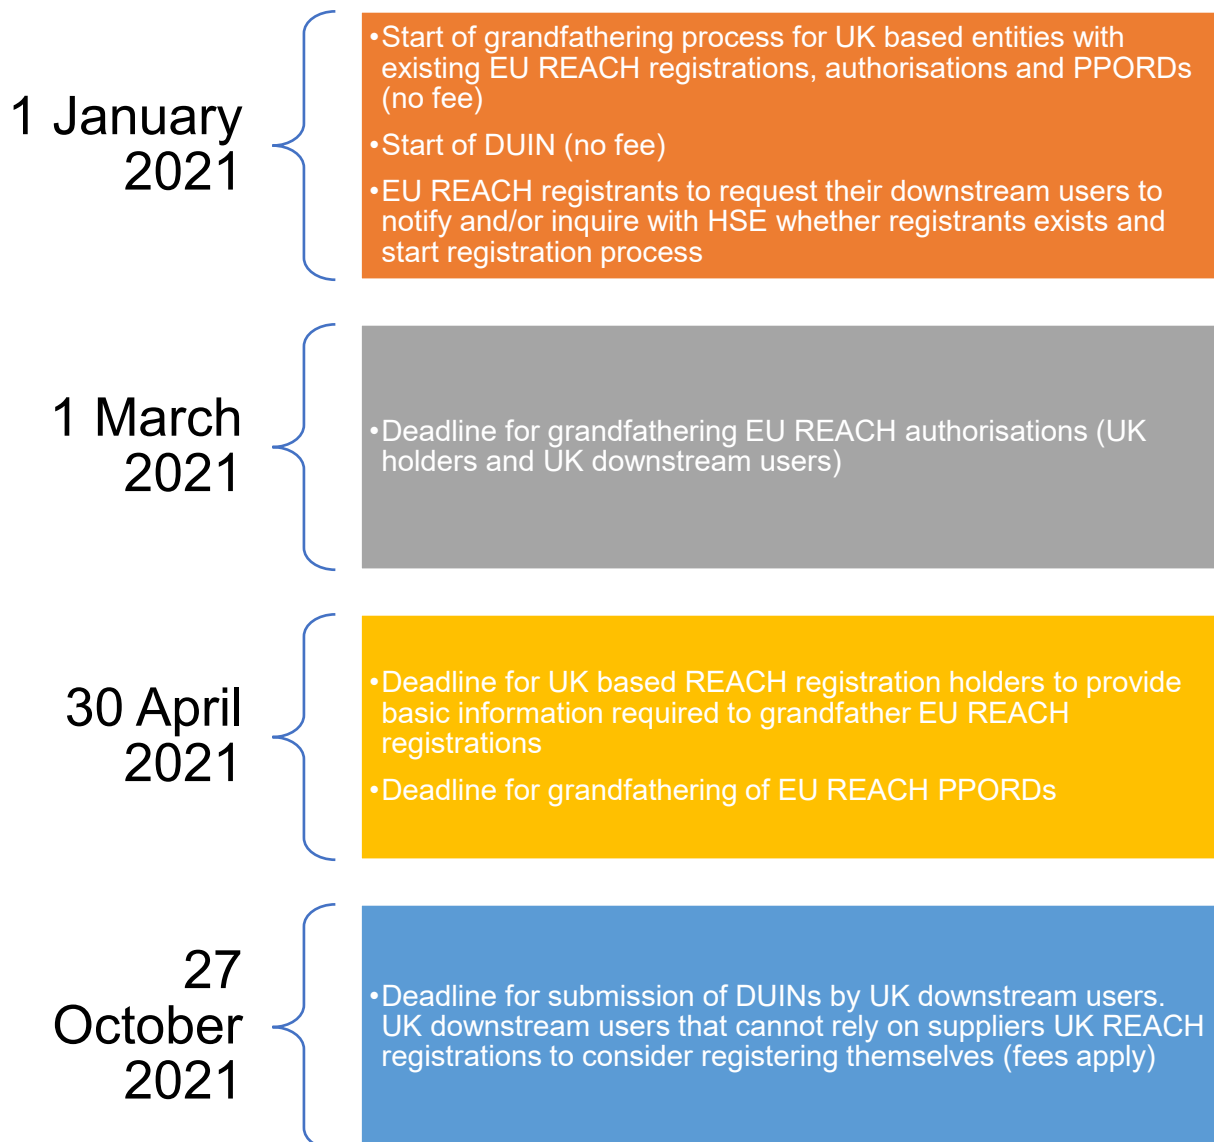 1 January
2021
•Start of grandfathering process for UK based entities with
existing EU REACH registrations, authorisations and PPORDs
(no fee)
•Start of DUIN (no fee)
•EU REACH registrants to request their downstream users to
notify and/or inquire with HSE whether registrants exists and
start registration process
1 March
2021
•Deadline for grandfathering EU REACH authorisations (UK
holders and UK downstream users)
30 April
2021
•Deadline for UK based REACH registration holders to provide
basic information required to grandfather EU REACH
registrations
•Deadline for grandfathering of EU REACH PPORDs
27
October
2021
•Deadline for submission of DUINs by UK downstream users.
UK downstream users that cannot rely on suppliers UK REACH
registrations to consider registering themselves (fees apply)